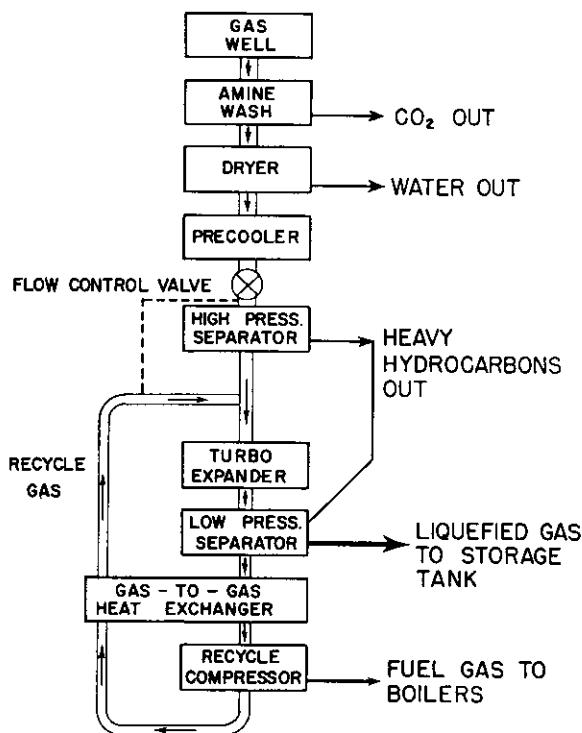 GAS
WELL
AMINE
WASH
CO₂ OUT
DRYER
WATER OUT
PRECOOLER
FLOW CONTROL VALVE
HIGH PRESS.
SEPARATOR
HEAVY
HYDROCARBONS
OUT
RECYCLE
GAS
TURBO
EXPANDER
LOW PRESS.
SEPARATOR
LIQUEFIED GAS
TO STORAGE
TANK
GAS - TO - GAS
HEAT EXCHANGER
RECYCLE
COMPRESSOR
FUEL GAS TO
BOILERS